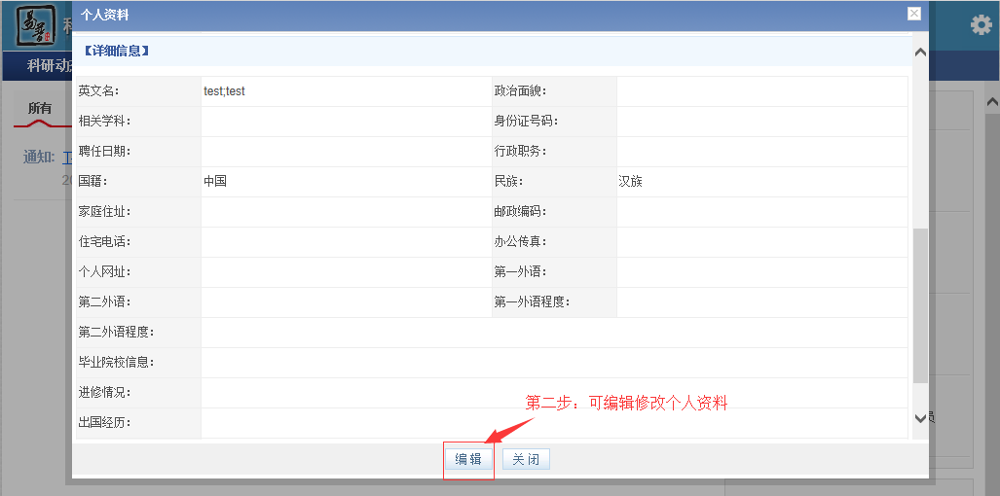 个人资料
易普
科研动
【详细信息】
所有
通知:
英文名: test;test 政治面貌:
相关学科: 身份证号码:
聘任日期: 行政职务:
国籍: 中国 民族: 汉族
家庭住址: 邮政编码:
住宅电话: 办公传真:
个人网址: 第一外语:
第二外语: 第一外语程度:
第二外语程度:
毕业院校信息:
进修情况:
出国经历:
第二步：可编辑修改个人资料
员
编辑 关闭